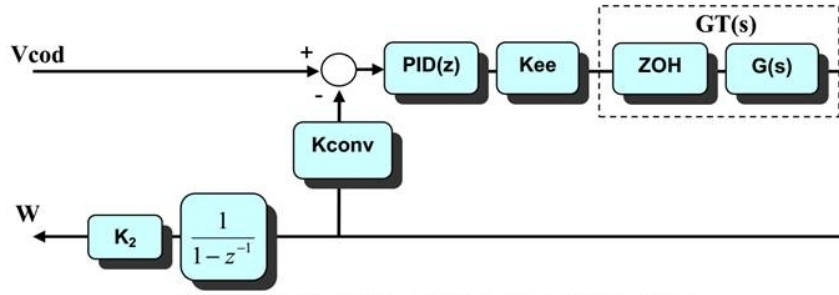 GT(s)
Vcod
+
PID(z)
Kee
ZOH
G(s)
-
Kconv
W
K₂
1
1 - z⁻¹